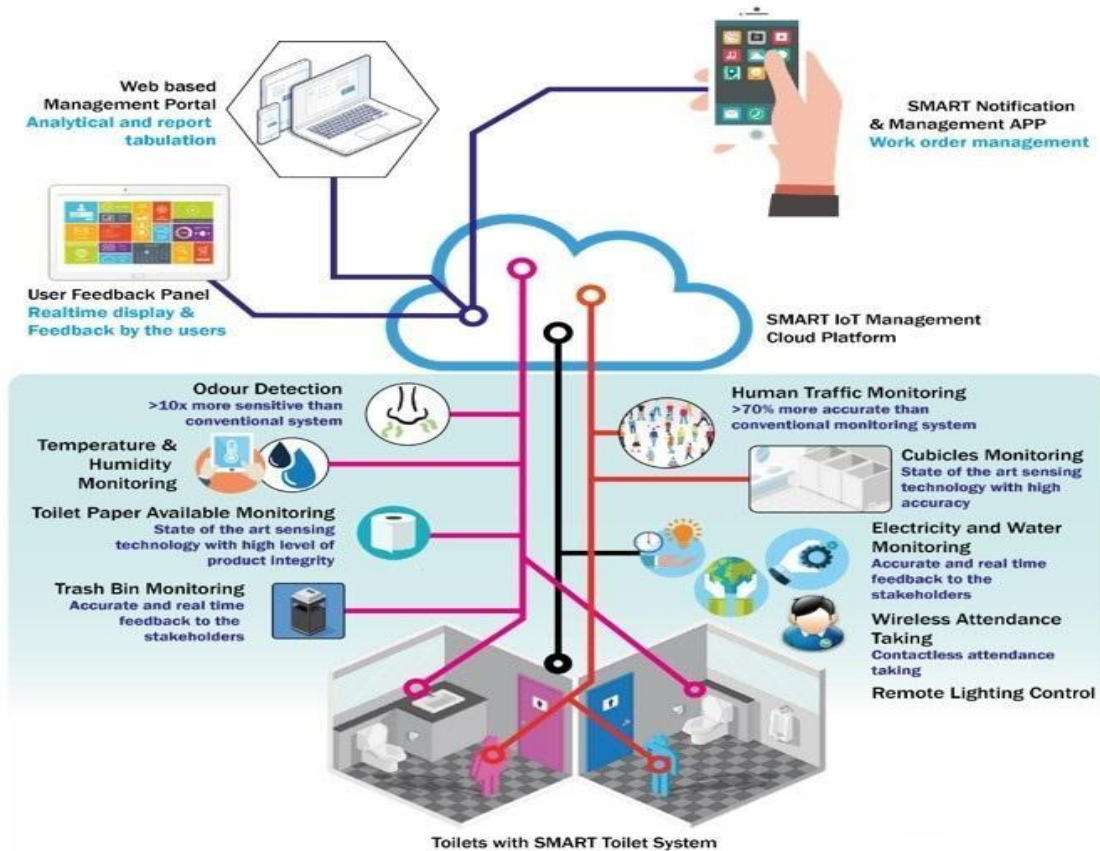 Web based
Management Portal
Analytical and report
tabulation
SMART Notification
& Management APP
Work order management
User Feedback Panel
Realtime display &
Feedback by the users
SMART IoT Management
Cloud Platform
Odour Detection
>10x more sensitive than
conventional system
Temperature &
Humidity
Monitoring
Toilet Paper Available Monitoring
State of the art sensing
technology with high level of
product integrity
Trash Bin Monitoring
Accurate and real time
feedback to the
stakeholders
Human Traffic Monitoring
>70% more accurate than
conventional monitoring system
Cubicles Monitoring
State of the art sensing
technology with high
accuracy
Electricity and Water
Monitoring
Accurate and real time
feedback to the
stakeholders
Wireless Attendance
Taking
Contactless attendance
taking
Remote Lighting Control
Toilets with SMART Toilet System